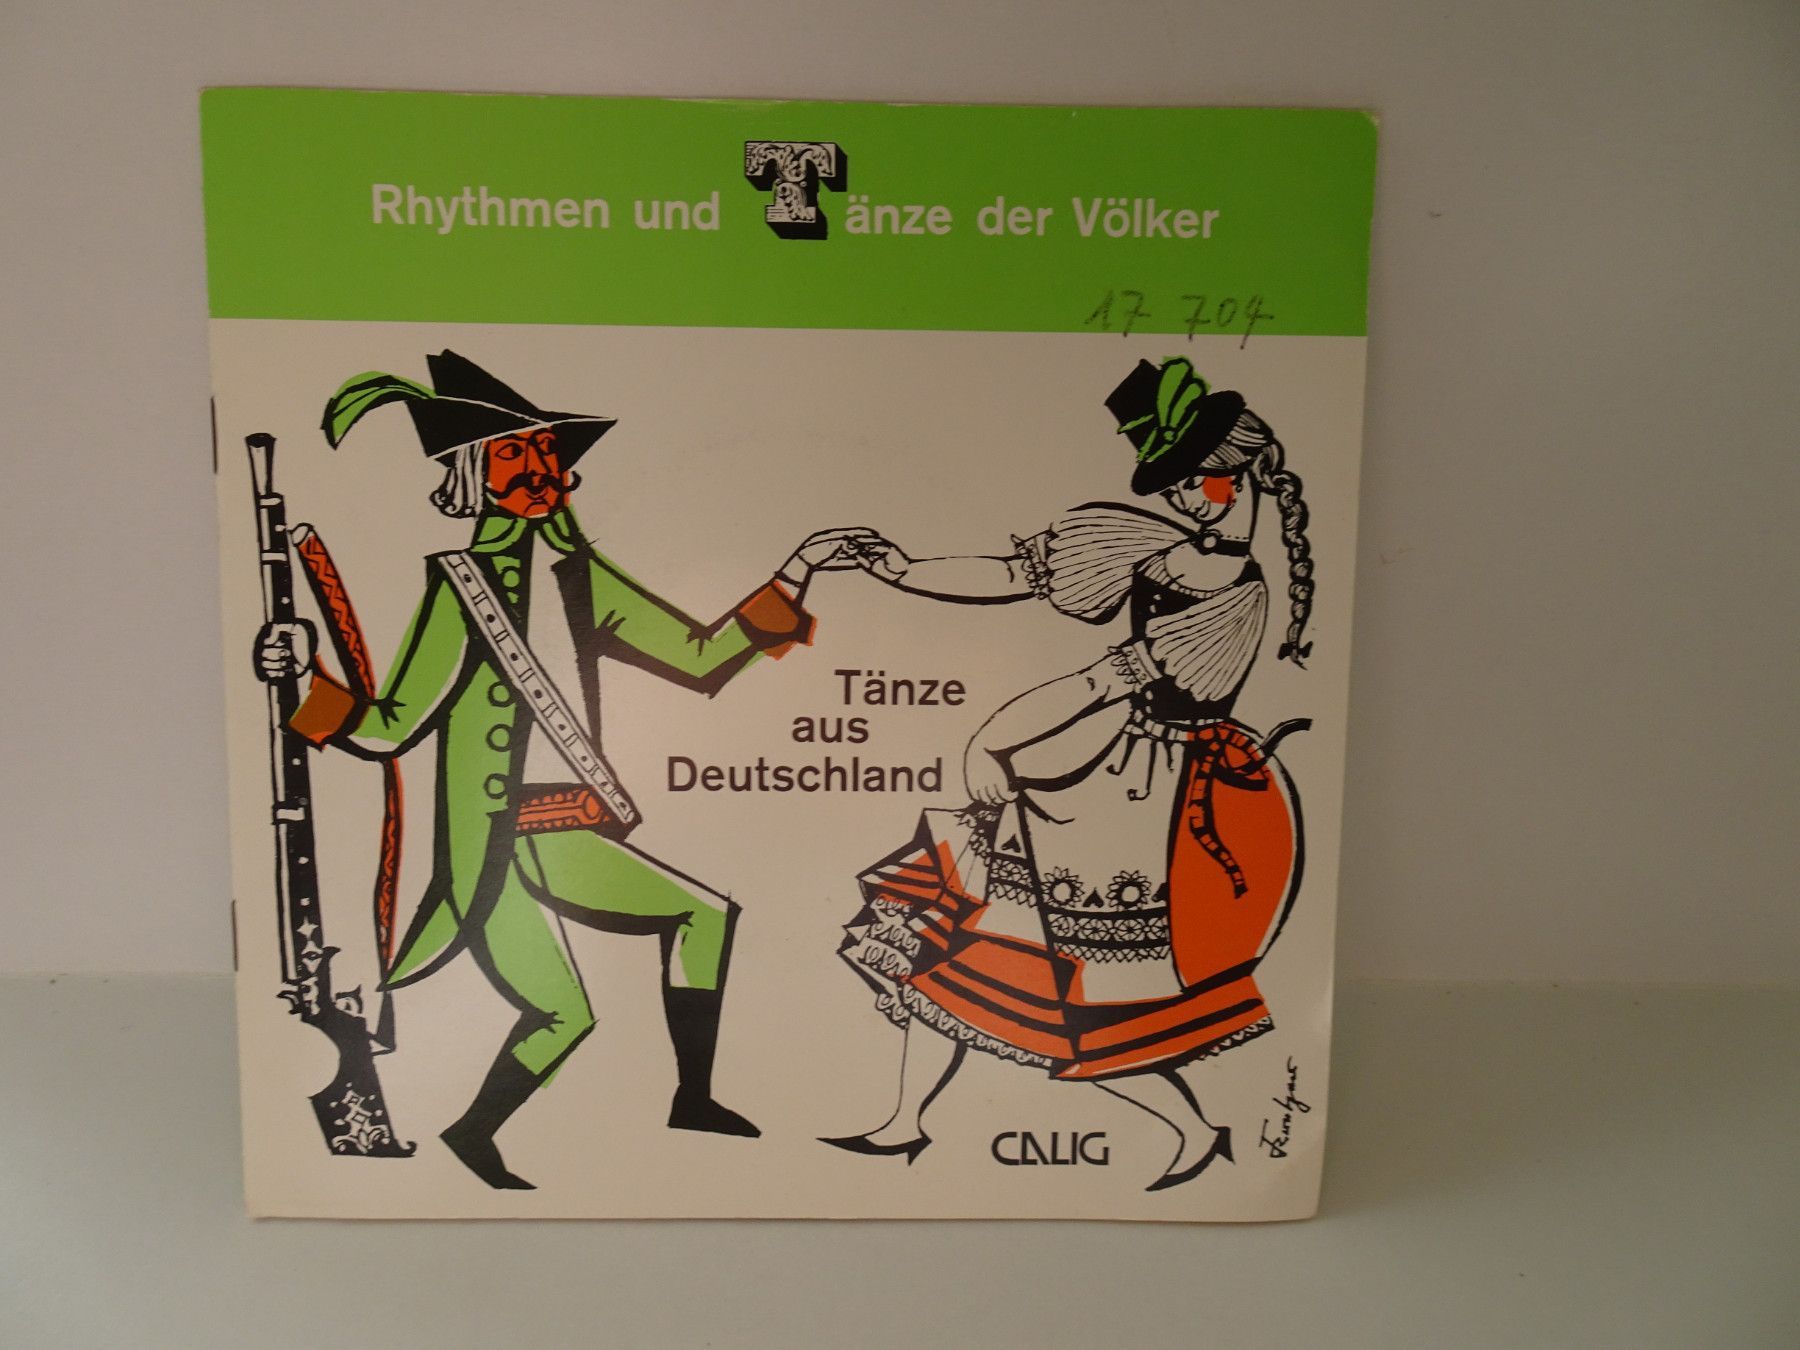 Rhythmen und Tänze der Völker
17 704
Tänze
aus
Deutschland
CALIG